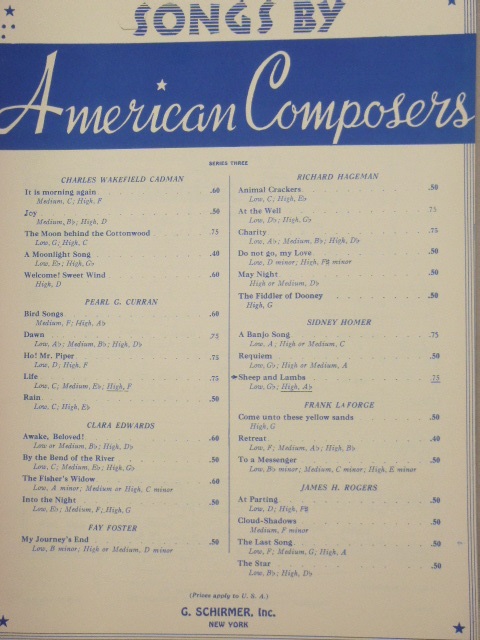 SONGS BY
American Composers
SERIES THREE
CHARLES WAKEFIELD CADMAN
It is morning again .60
Medium, C; High, F
Joy .50
Medium, B♭; High, D
The Moon behind the Cottonwood .75
Low, G; High, C
A Moonlight Song .40
Low, E♭; High, G♭
Welcome! Sweet Wind .60
High, D
PEARL G. CURRAN
Bird Songs .60
Medium, F; High, A♭
Dawn .75
Low, A♭; Medium, B♭; High, D♭
Ho! Mr. Piper .75
Low, D; High, F
Life .75
Low, C; Medium, E♭; High, F
Rain .50
Low, C; High, E♭
CLARA EDWARDS
Awake, Beloved! .60
Low or Medium, B♭; High, D♭
By the Bend of the River .50
Low, C; Medium, E♭; High, G♭
The Fisher's Widow .60
Low, A minor; Medium or High, C minor
Into the Night .50
Low, E♭; Medium, F; High, G
FAY FOSTER
My Journey's End .50
Low, B minor; High or Medium, D minor
RICHARD HAGEMAN
Animal Crackers .50
Low, C; High, E♭
At the Well .75
Low, D♭; High, G♭
Charity .75
Low, A♭; Medium, B♭; High, D♭
Do not go, my Love .50
Low, D minor; High, F# minor
May Night .50
High or Medium, D♭
The Fiddler of Dooney .50
High, G
SIDNEY HOMER
A Banjo Song .75
Low, A; High or Medium, C
Requiem .50
Low, G♭; High or Medium, A
Sheep and Lambs .75
Low, G♭; High, A♭
FRANK LA FORGE
Come unto these yellow sands .50
High, G
Retreat .40
Low, F; Medium, A♭; High, B♭
To a Messenger .50
Low, B♭ minor; Medium, C minor; High, E minor
JAMES H. ROGERS
At Parting .50
Low, D; High, F#
Cloud-Shadows .50
Medium, F minor
The Last Song .50
Low, F; Medium, G; High, A
The Star .50
Low, B♭; High, D♭
(Prices apply to U. S. A.)
G. SCHIRMER, Inc.
NEW YORK